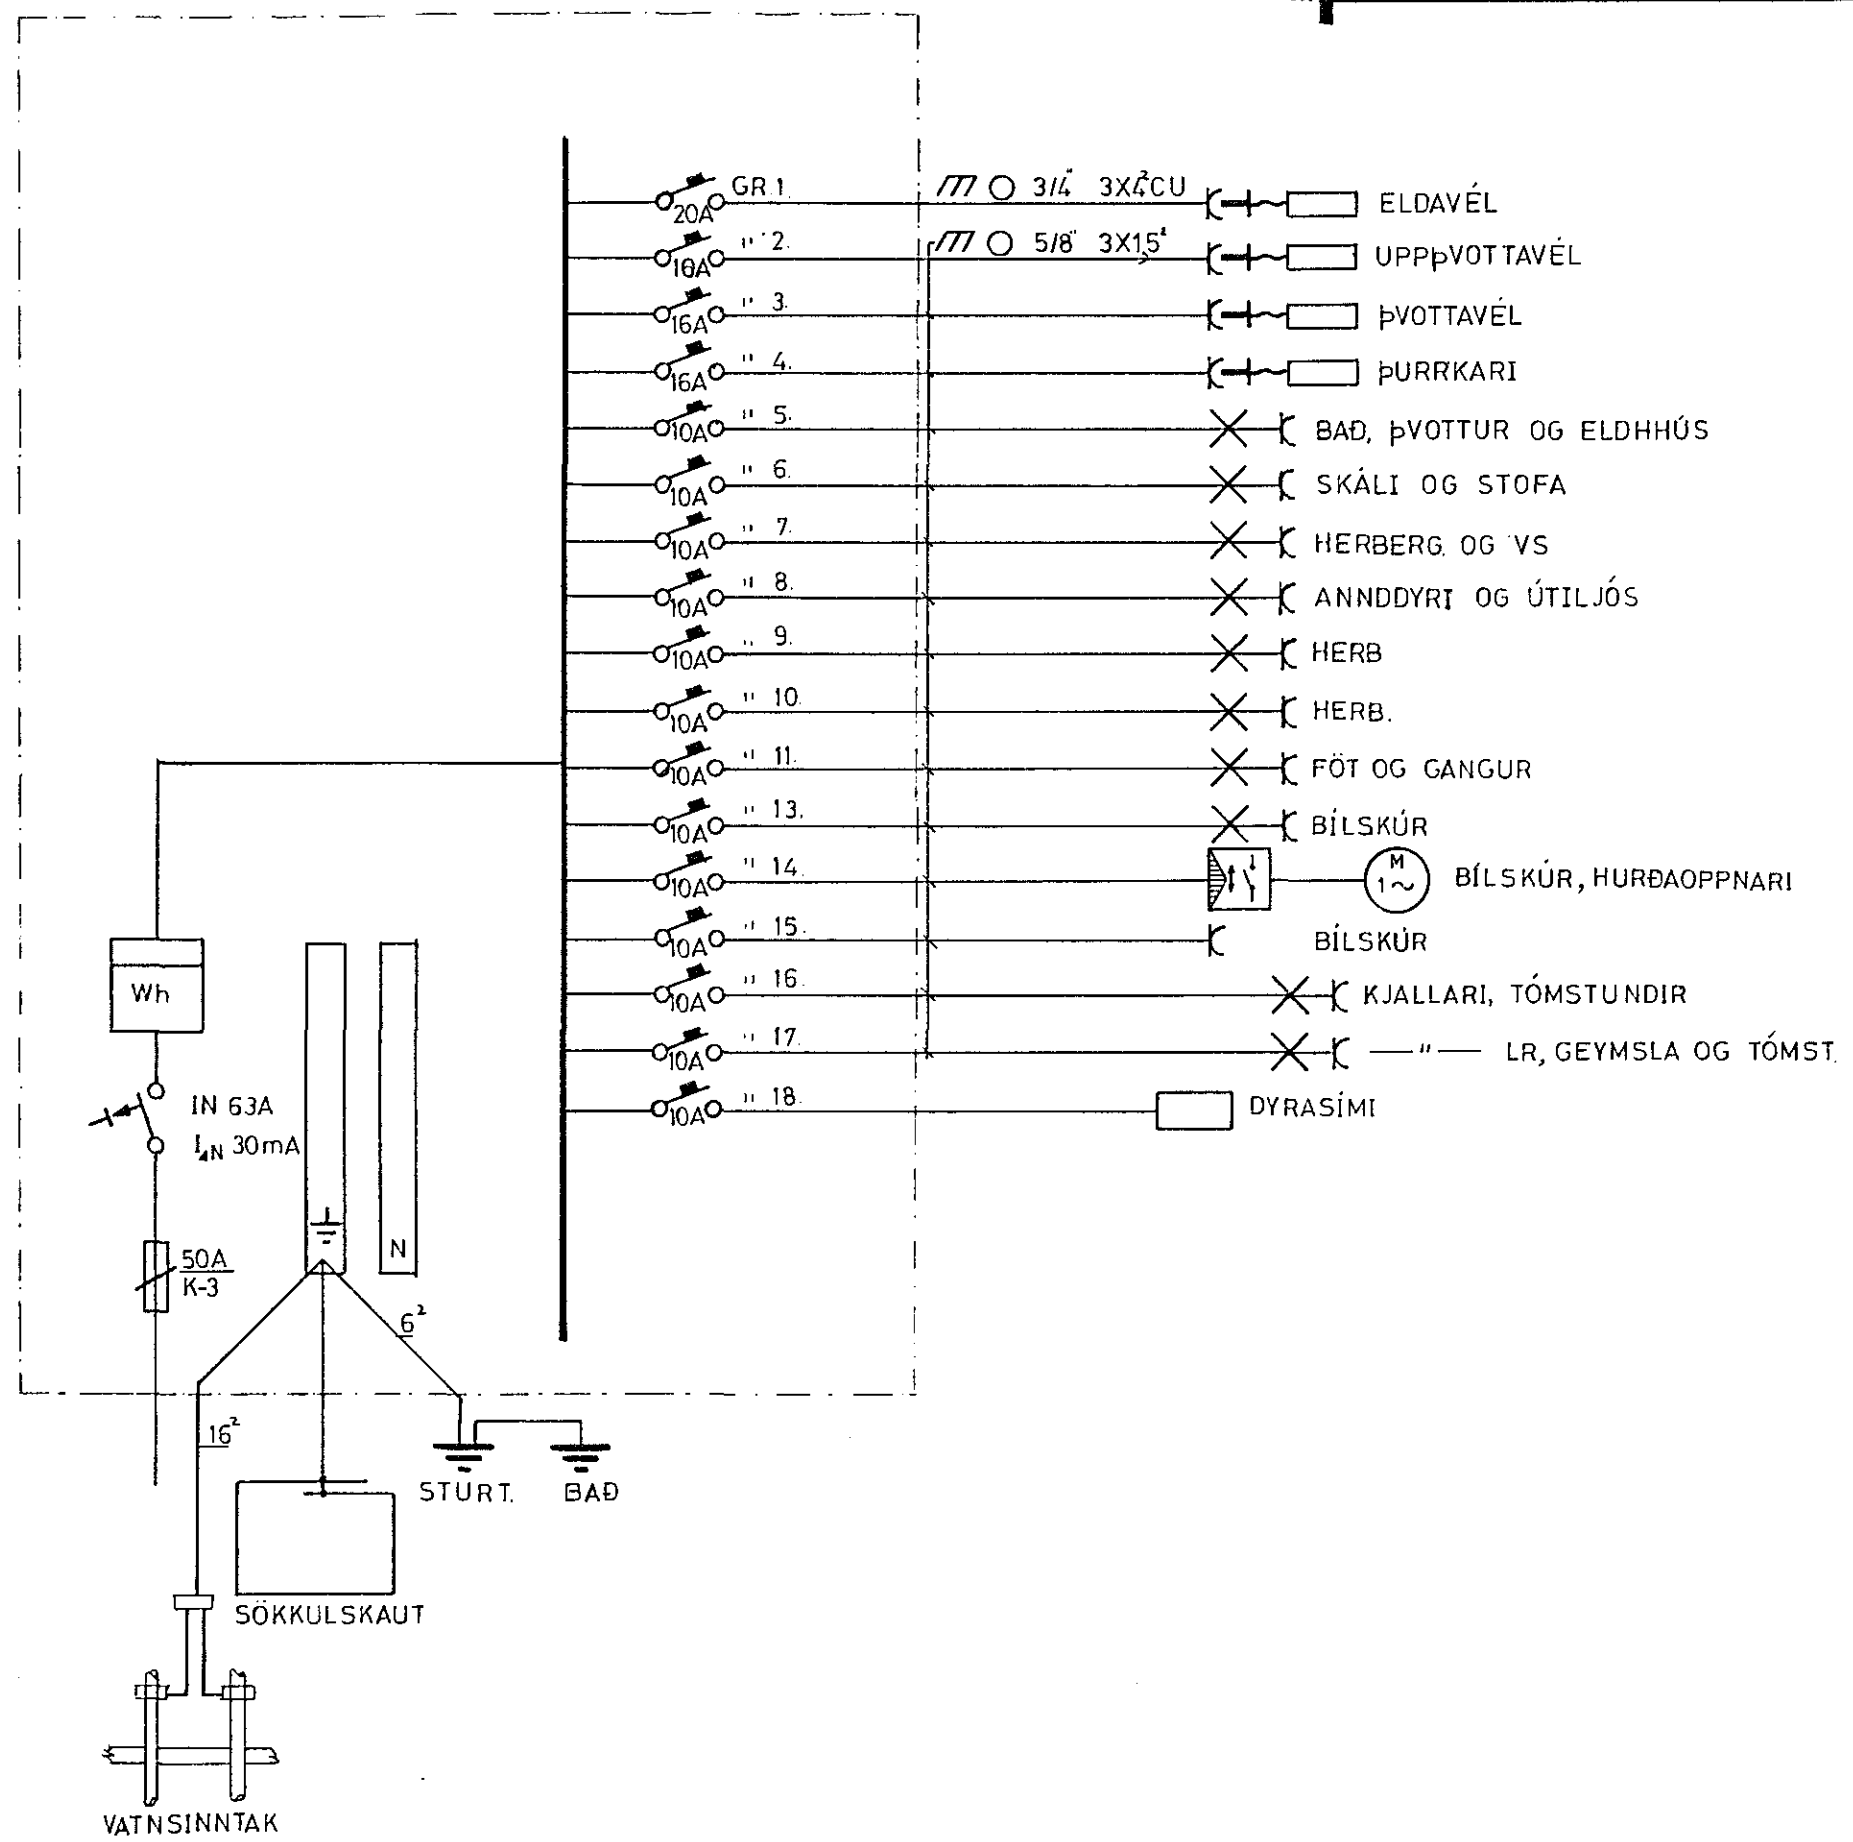 GR.1. 3/4" 3X4²CU ELDAVÉL
20A
" 2. 5/8" 3X1,5² UPPÞVOTTAVÉL
16A
" 3. ÞVOTTAVÉL
16A
" 4. ÞURRKARI
16A
" 5. BAÐ, ÞVOTTUR OG ELDHHÚS
10A
" 6. SKÁLI OG STOFA
10A
" 7. HERBERG. OG VS
10A
" 8. ANNDDYRI OG ÚTILJÓS
10A
" 9. HERB
10A
" 10. HERB.
10A
" 11. FÖT OG GANGUR
10A
" 13. BÍLSKÚR
10A
" 14. M 1~ BÍLSKÚR, HURÐAOPPNARI
10A
" 15. BÍLSKÚR
10A
" 16. KJALLARI, TÓMSTUNDIR
10A
" 17. —"— LR, GEYMSLA OG TÓMST.
10A
" 18. DYRASÍMI
10A
Wh
IN 63A
I⊿N 30mA
N
50A
K-3
6²
16²
STURT. BAÐ
SÖKKULSKAUT
VATNSINNTAK